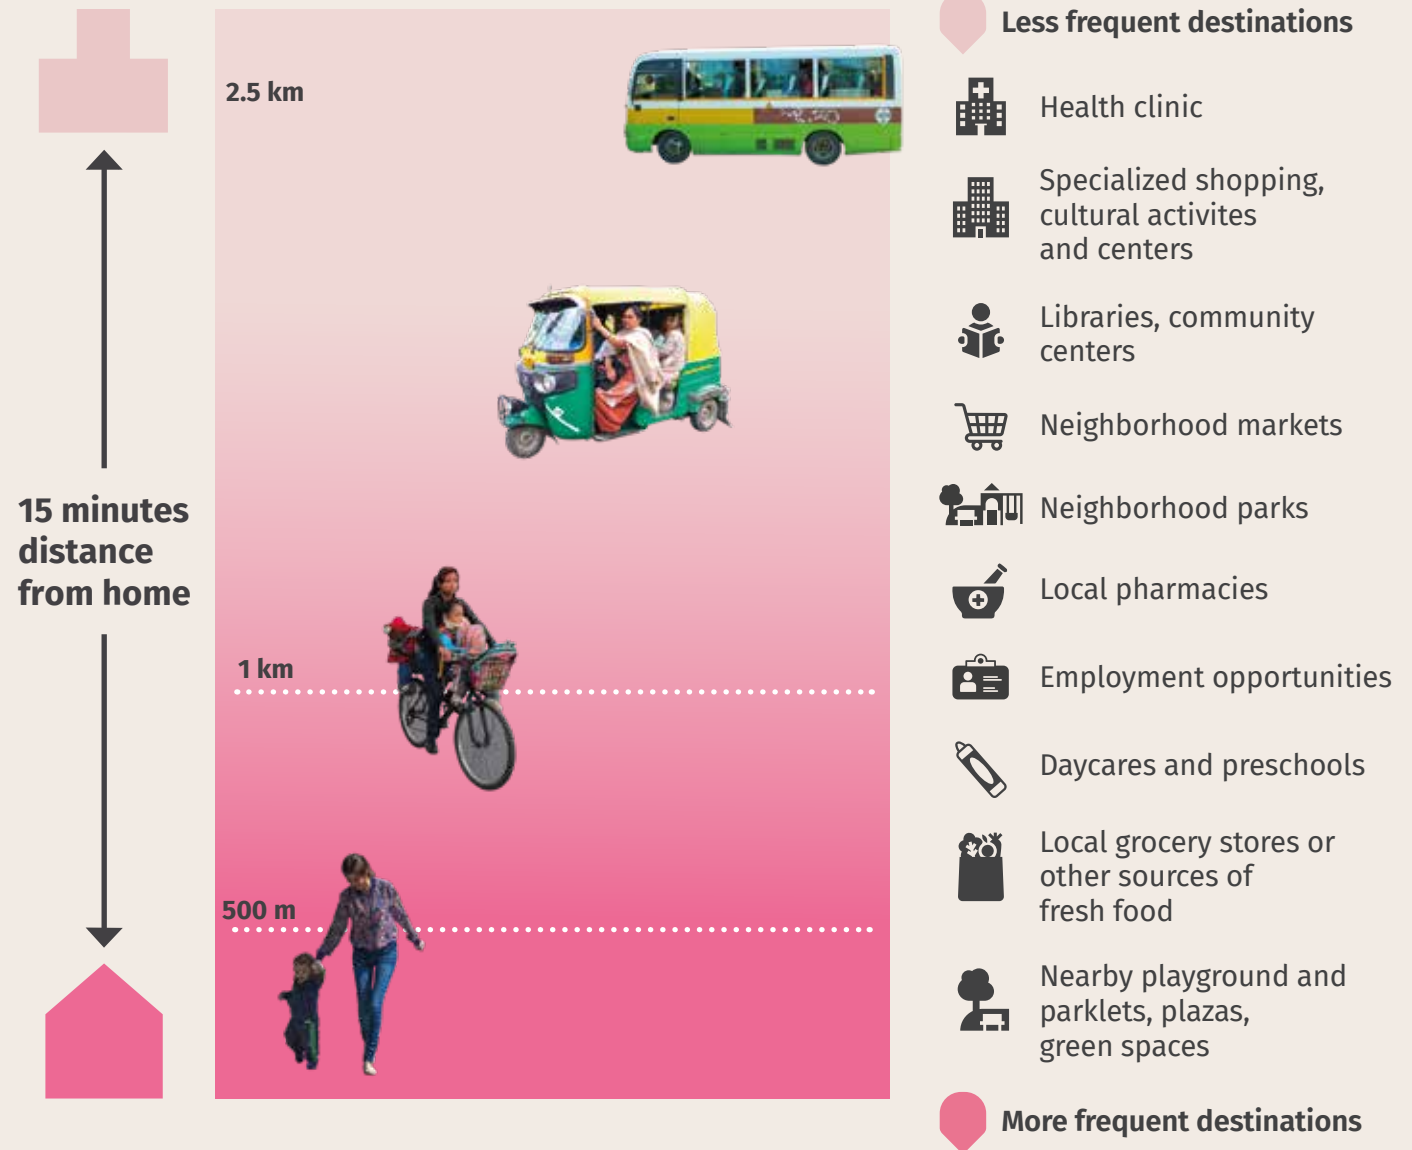 Less frequent destinations
2.5 km
Health clinic
Specialized shopping,
cultural activites
and centers
Libraries, community
centers
Neighborhood markets
15 minutes
distance
from home
Neighborhood parks
Local pharmacies
1 km
Employment opportunities
Daycares and preschools
Local grocery stores or
other sources of
fresh food
500 m
Nearby playground and
parklets, plazas,
green spaces
More frequent destinations